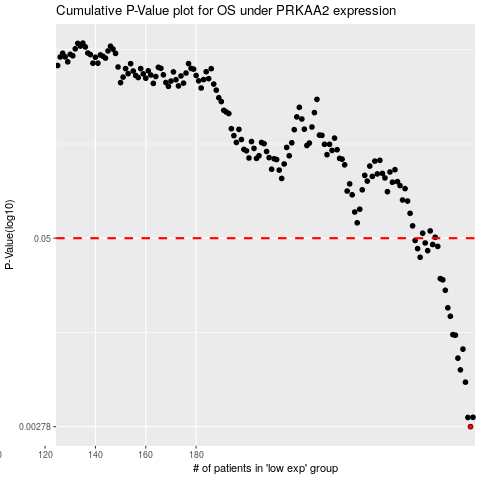 Cumulative P-Value plot for OS under PRKAA2 expression
P-Value(log10)
0.05
0.00278
0 120 140 160 180
# of patients in 'low exp' group